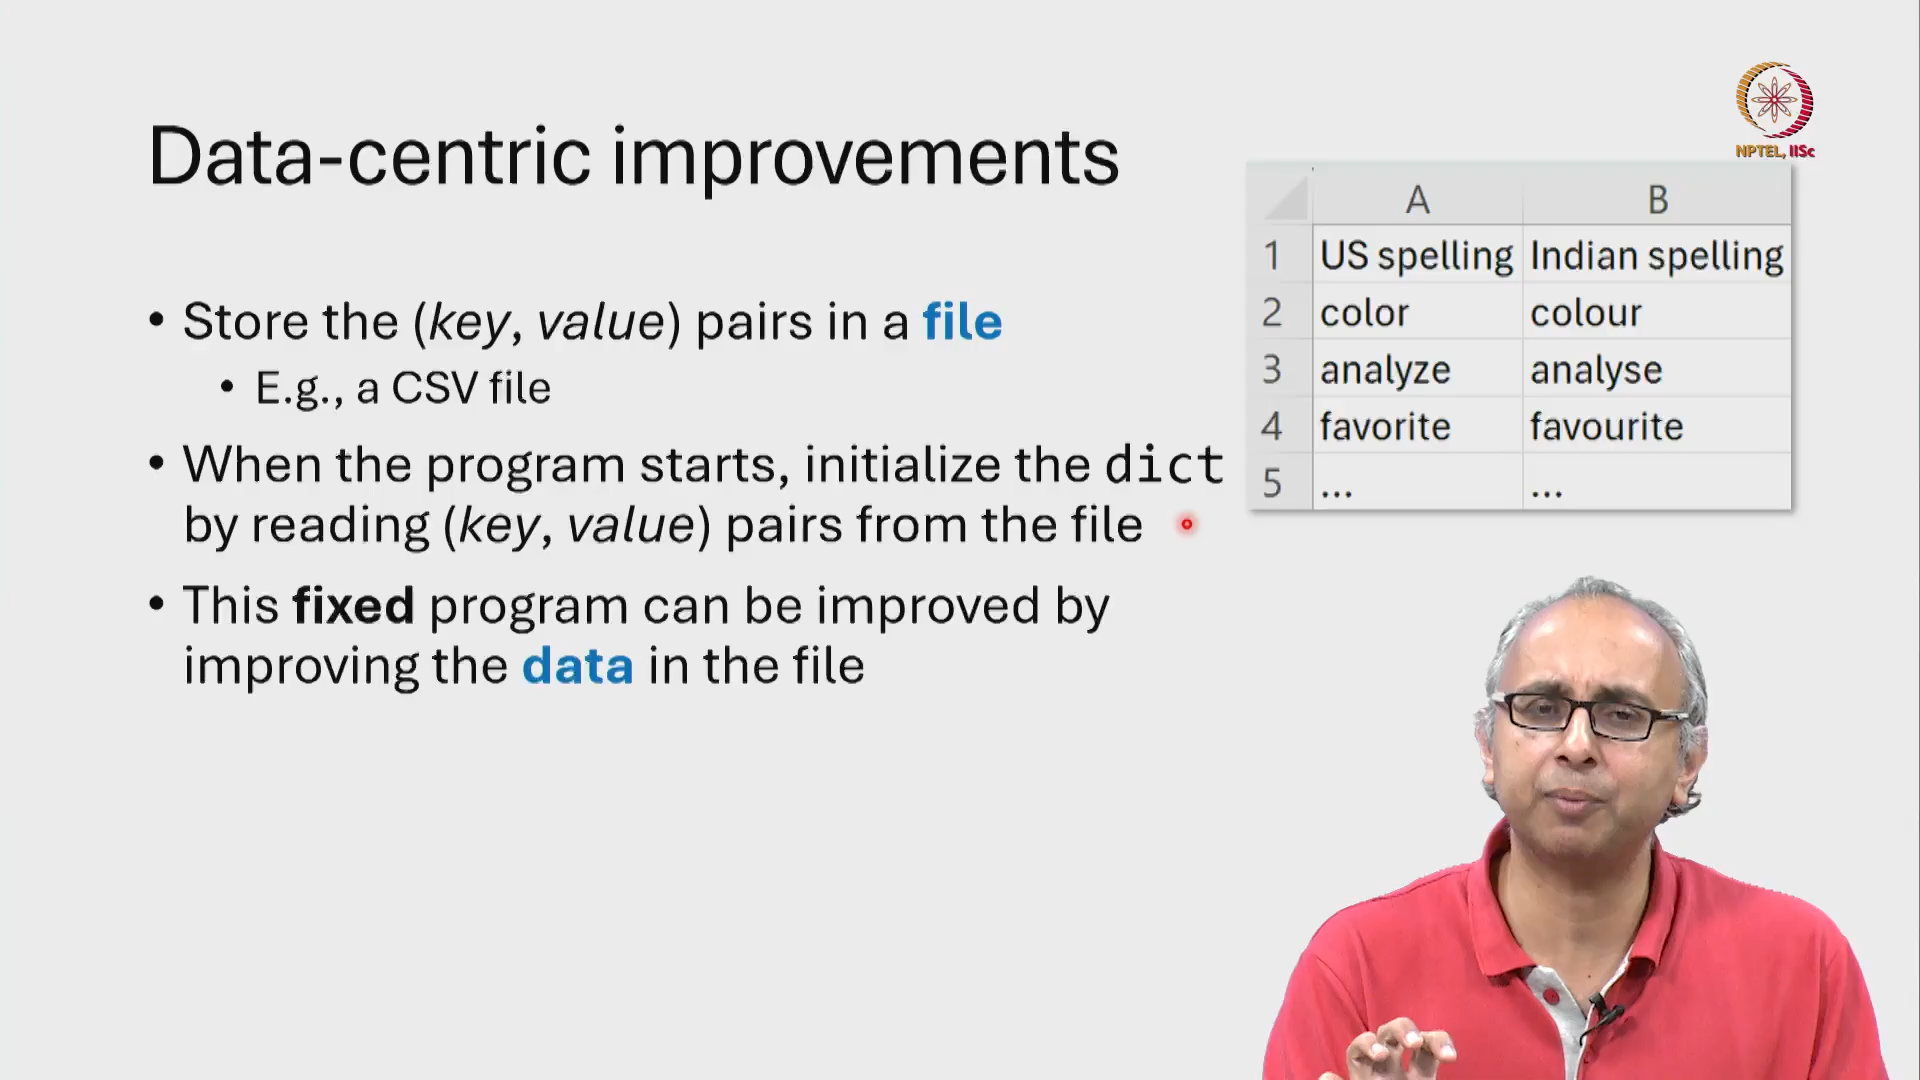 NPTEL, IISc
Data-centric improvements
• Store the (key, value) pairs in a file
• E.g., a CSV file
• When the program starts, initialize the dict
by reading (key, value) pairs from the file
• This fixed program can be improved by
improving the data in the file
A B
1 US spelling Indian spelling
2 color colour
3 analyze analyse
4 favorite favourite
5 ... ...